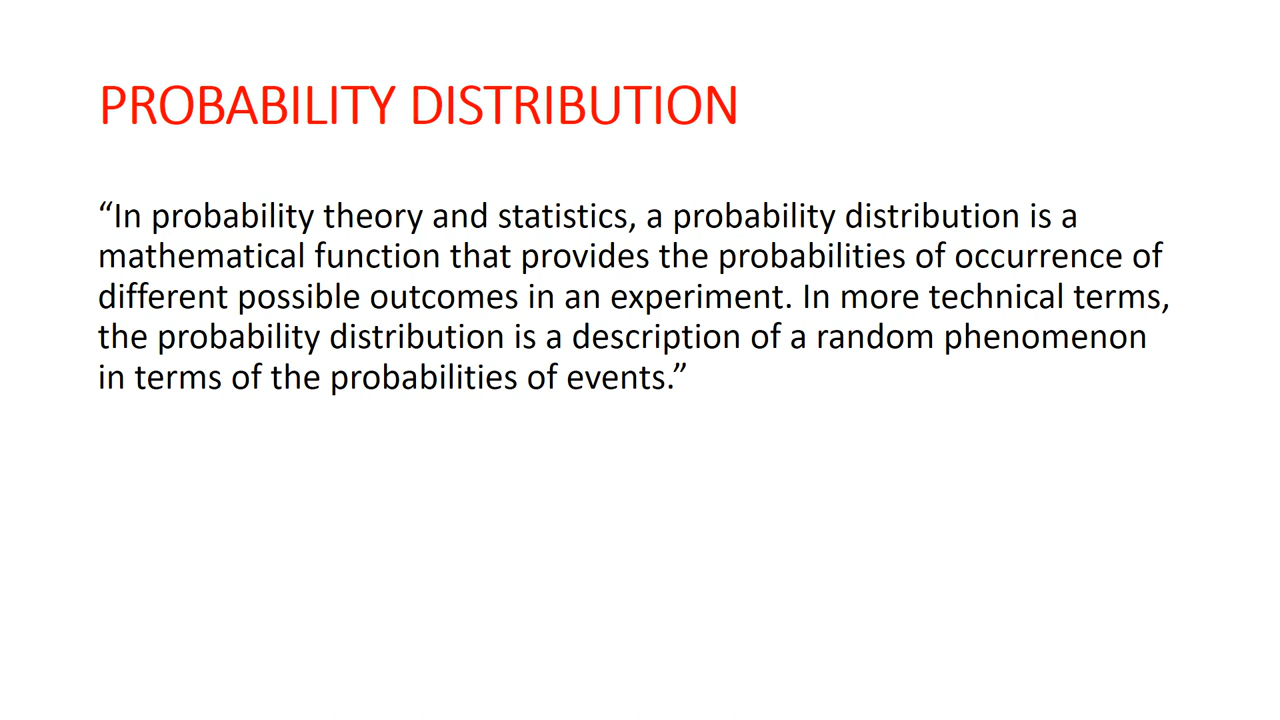 PROBABILITY DISTRIBUTION
“In probability theory and statistics, a probability distribution is a
mathematical function that provides the probabilities of occurrence of
different possible outcomes in an experiment. In more technical terms,
the probability distribution is a description of a random phenomenon
in terms of the probabilities of events.”